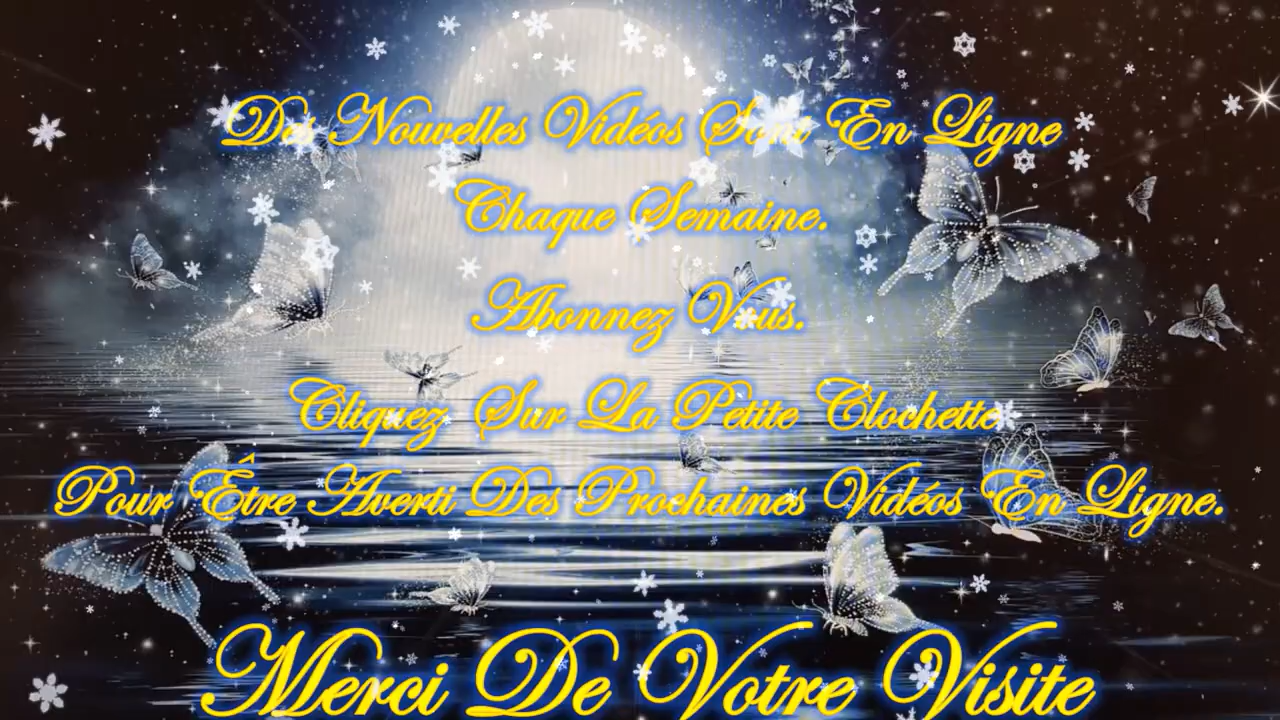 Des Nouvelles Vidéos Sont En Ligne
Chaque Semaine.
Abonnez Vous.
Cliquez Sur La Petite Clochette
Pour Être Averti Des Prochaines Vidéos En Ligne.
Merci De Votre Visite